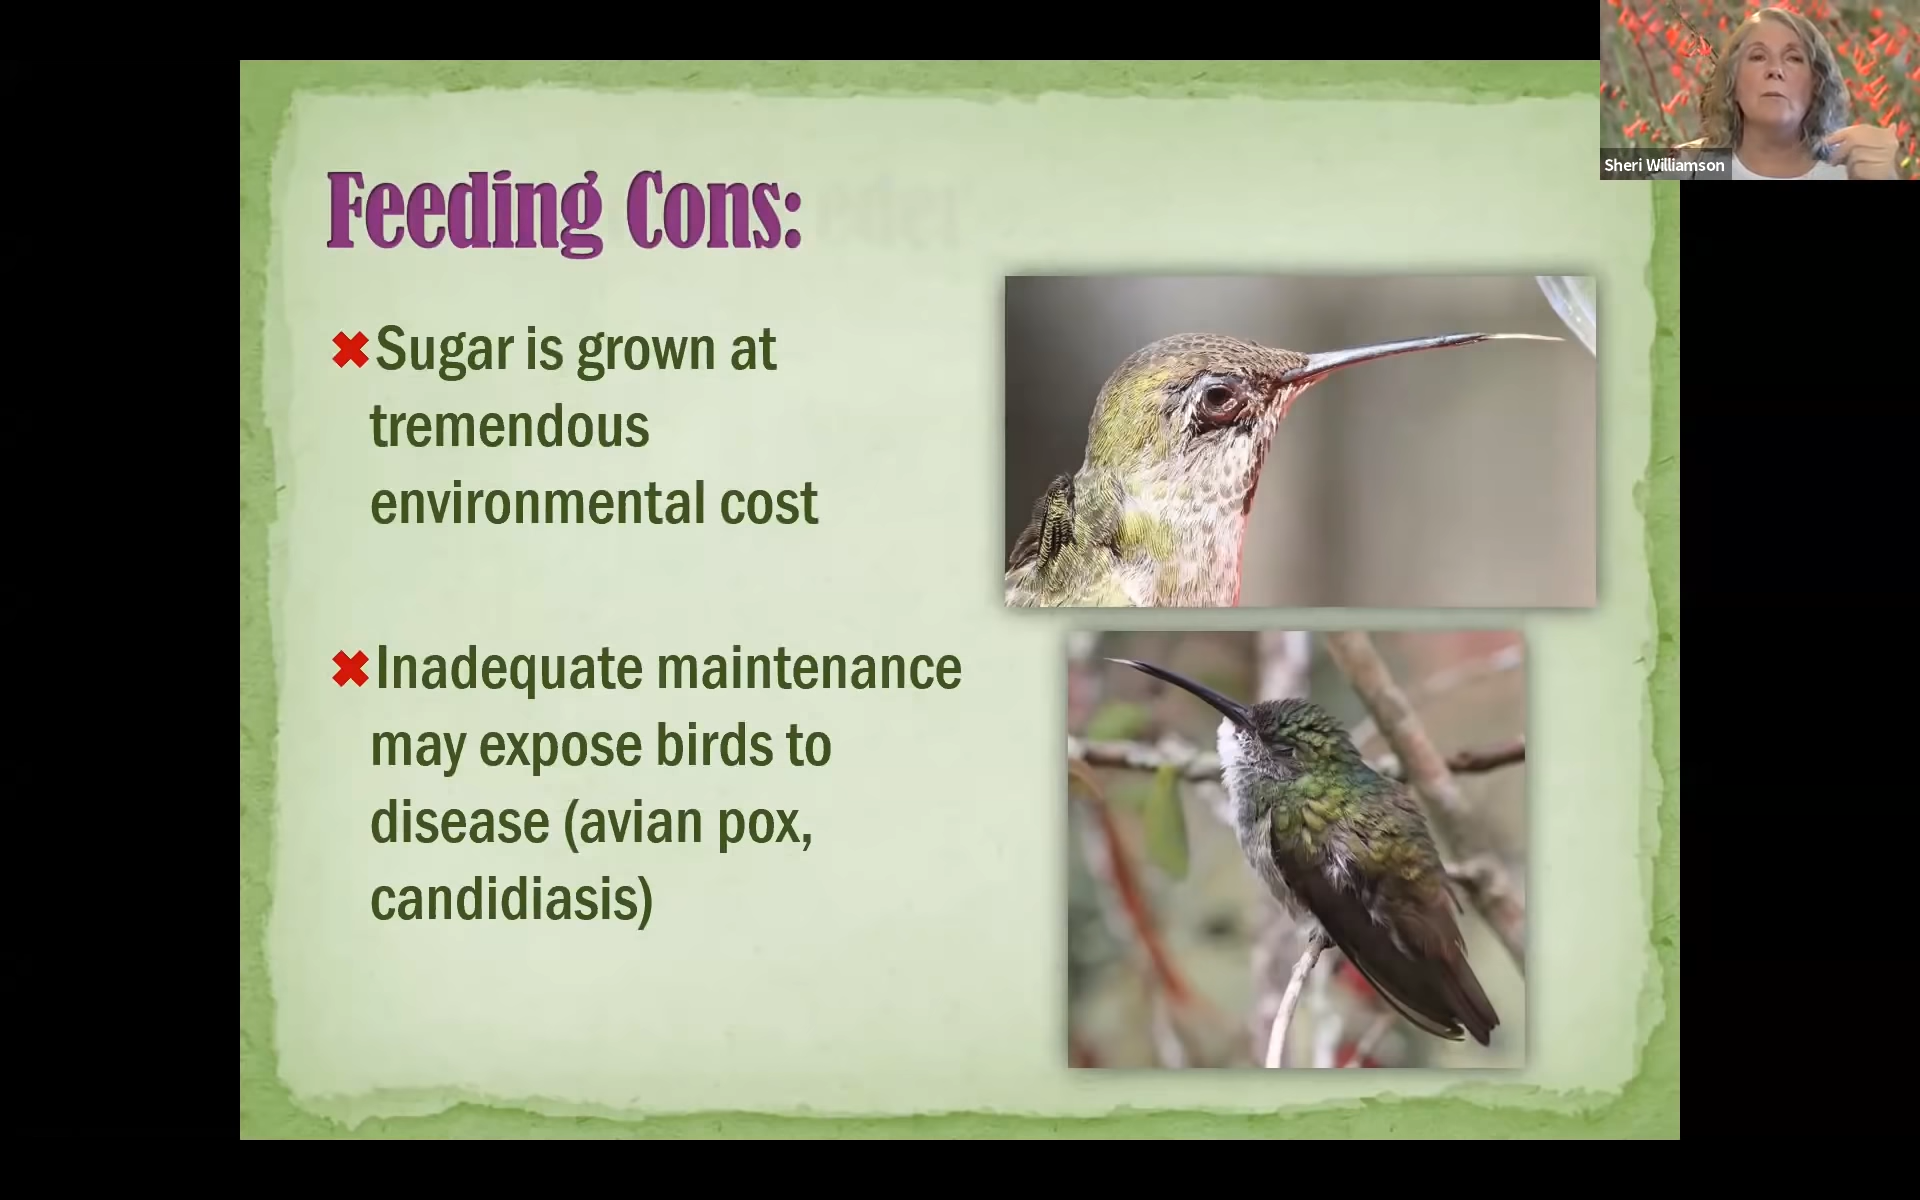 Sheri Williamson
Feeding Cons:
✖Sugar is grown at
tremendous
environmental cost
✖Inadequate maintenance
may expose birds to
disease (avian pox,
candidiasis)